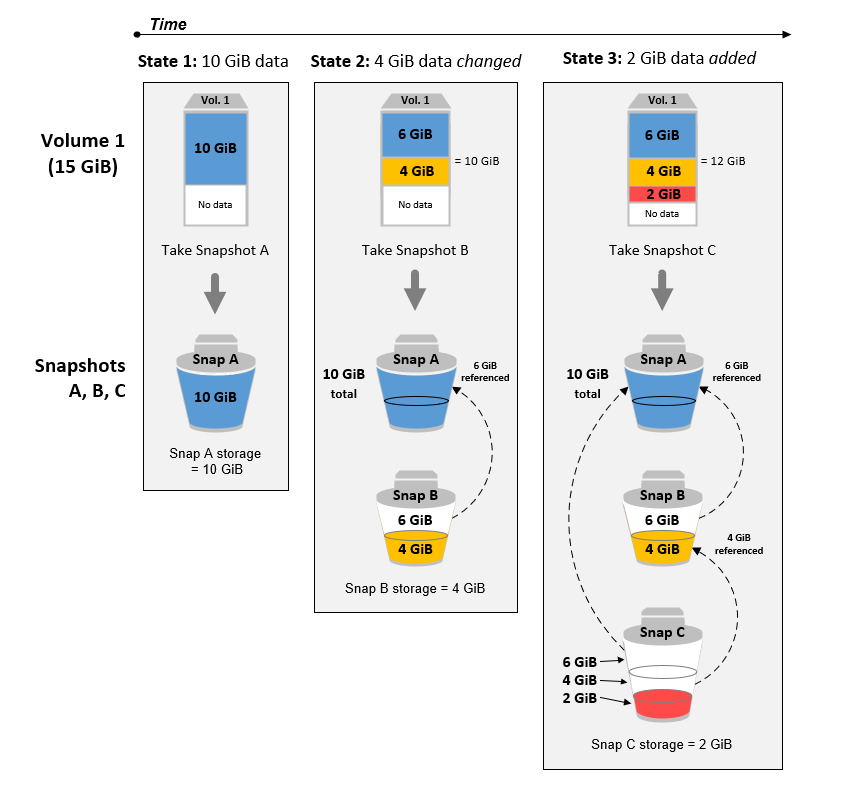 Time
State 1: 10 GiB data
State 2: 4 GiB data changed
State 3: 2 GiB data added
Volume 1
(15 GiB)
Vol. 1
10 GiB
No data
Take Snapshot A
Vol. 1
6 GiB
4 GiB
= 10 GiB
No data
Take Snapshot B
Vol. 1
6 GiB
4 GiB
= 12 GiB
2 GiB
No data
Take Snapshot C
Snapshots
A, B, C
Snap A
10 GiB
Snap A storage
= 10 GiB
Snap A
10 GiB
total
6 GiB
referenced
Snap B
6 GiB
4 GiB
Snap B storage = 4 GiB
Snap A
10 GiB
total
6 GiB
referenced
Snap B
6 GiB
4 GiB
4 GiB
referenced
Snap C
6 GiB
4 GiB
2 GiB
Snap C storage = 2 GiB